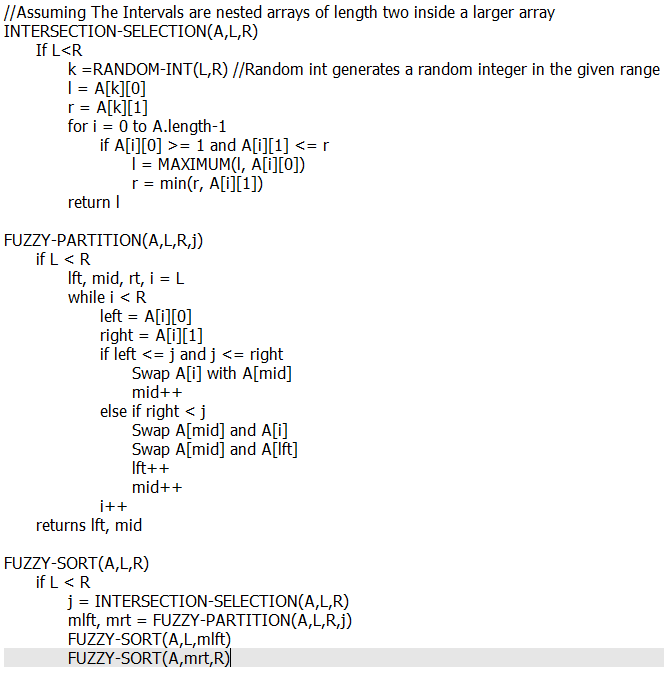 //Assuming The Intervals are nested arrays of length two inside a larger array
INTERSECTION-SELECTION(A,L,R)
    If L<R
        k =RANDOM-INT(L,R) //Random int generates a random integer in the given range
        l = A[k][0]
        r = A[k][1]
        for i = 0 to A.length-1
            if A[i][0] >= 1 and A[i][1] <= r
                l = MAXIMUM(l, A[i][0])
                r = min(r, A[i][1])
        return l

FUZZY-PARTITION(A,L,R,j)
    if L < R
        lft, mid, rt, i = L
        while i < R
            left = A[i][0]
            right = A[i][1]
            if left <= j and j <= right
                Swap A[i] with A[mid]
                mid++
            else if right < j
                Swap A[mid] and A[i]
                Swap A[mid] and A[lft]
                lft++
                mid++
            i++
    returns lft, mid

FUZZY-SORT(A,L,R)
    if L < R
        j = INTERSECTION-SELECTION(A,L,R)
        mlft, mrt = FUZZY-PARTITION(A,L,R,j)
        FUZZY-SORT(A,L,mlft)
        FUZZY-SORT(A,mrt,R)